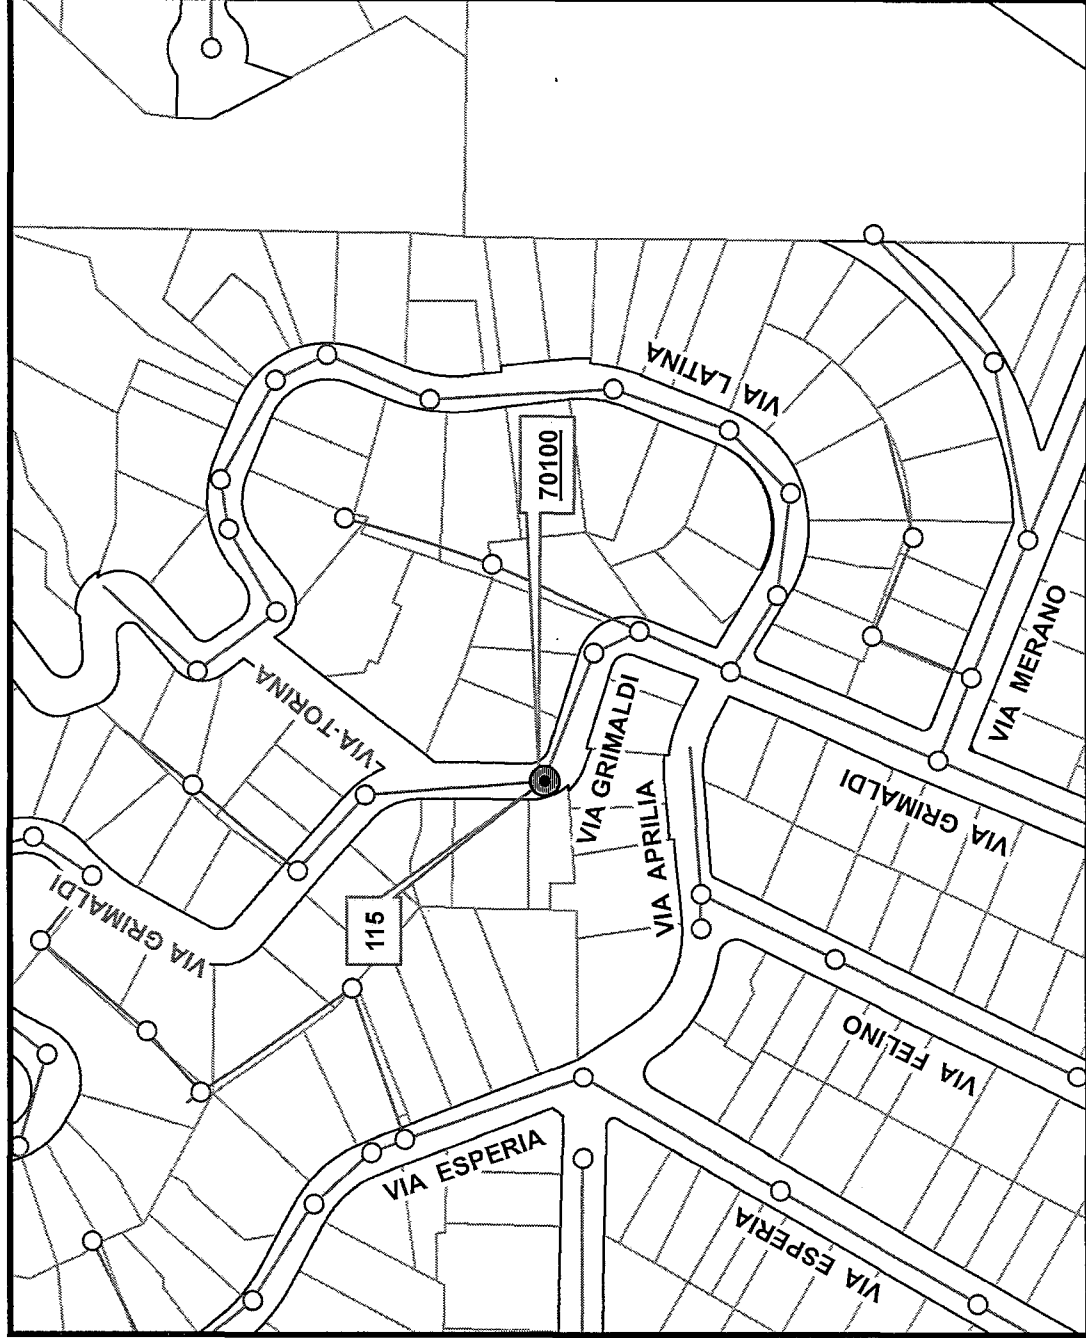 VIA LATINA
70100
VIA-TORINA
VIA GRIMALDI
VIA MERANO
VIA GRIMALDI
VIA APRILIA
115
VIA GRIMALDI
VIA FELINO
VIA ESPERIA
VIA ESPERIA